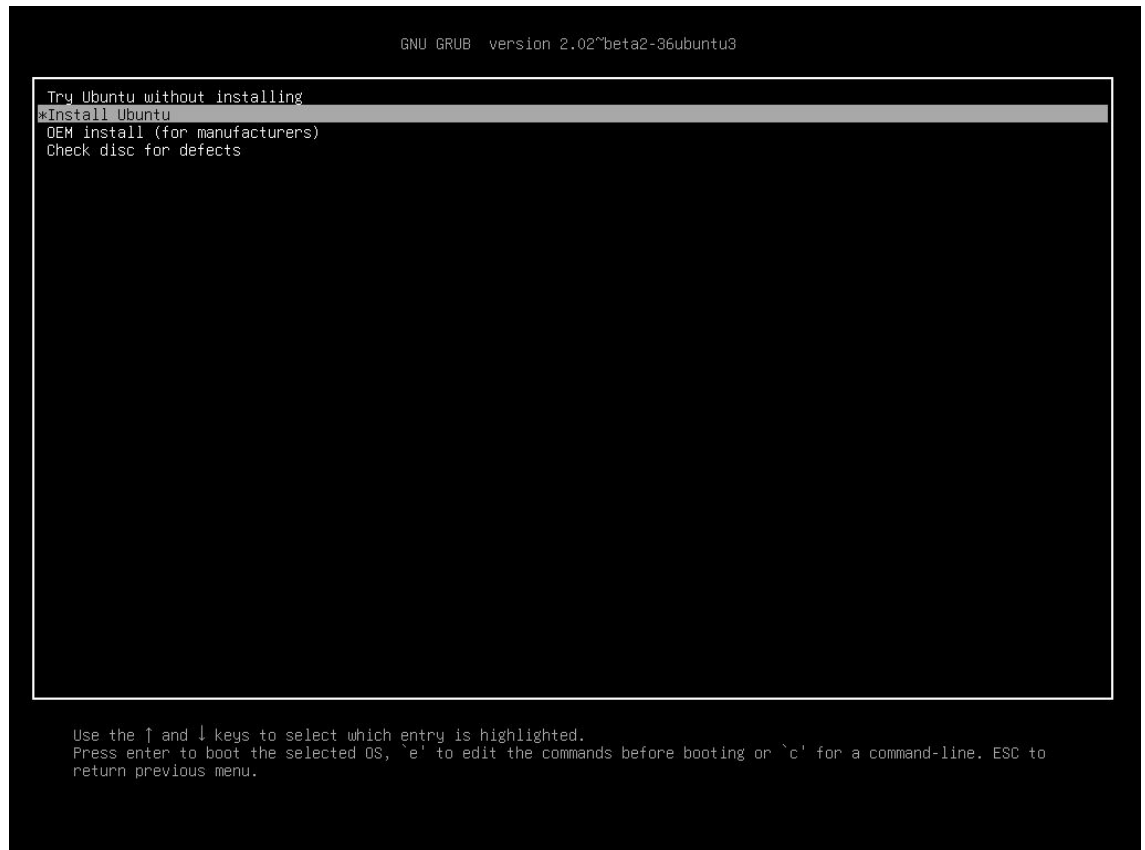 GNU GRUB  version 2.02~beta2-36ubuntu3
Try Ubuntu without installing
*Install Ubuntu
OEM install (for manufacturers)
Check disc for defects
Use the ↑ and ↓ keys to select which entry is highlighted.
Press enter to boot the selected OS, `e' to edit the commands before booting or `c' for a command-line. ESC to
return previous menu.